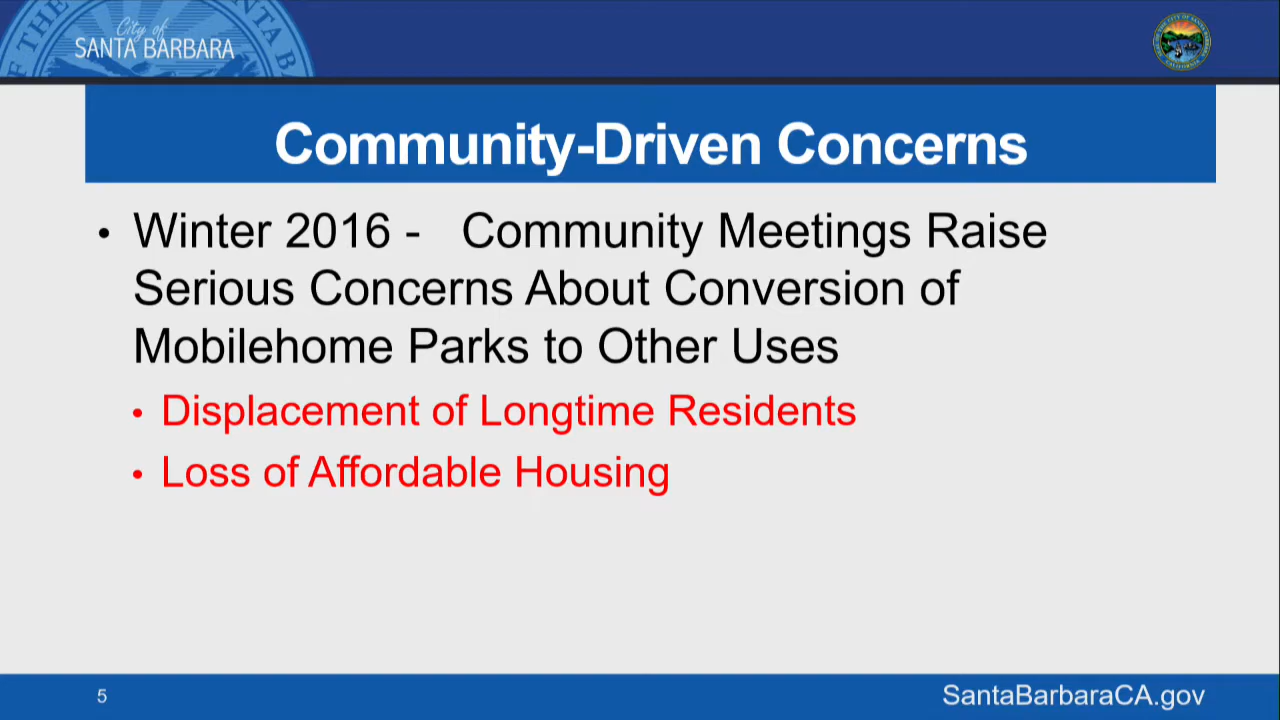 City of
SANTA BARBARA
Community-Driven Concerns
• Winter 2016 - Community Meetings Raise
Serious Concerns About Conversion of
Mobilehome Parks to Other Uses
• Displacement of Longtime Residents
• Loss of Affordable Housing
5
SantaBarbaraCA.gov